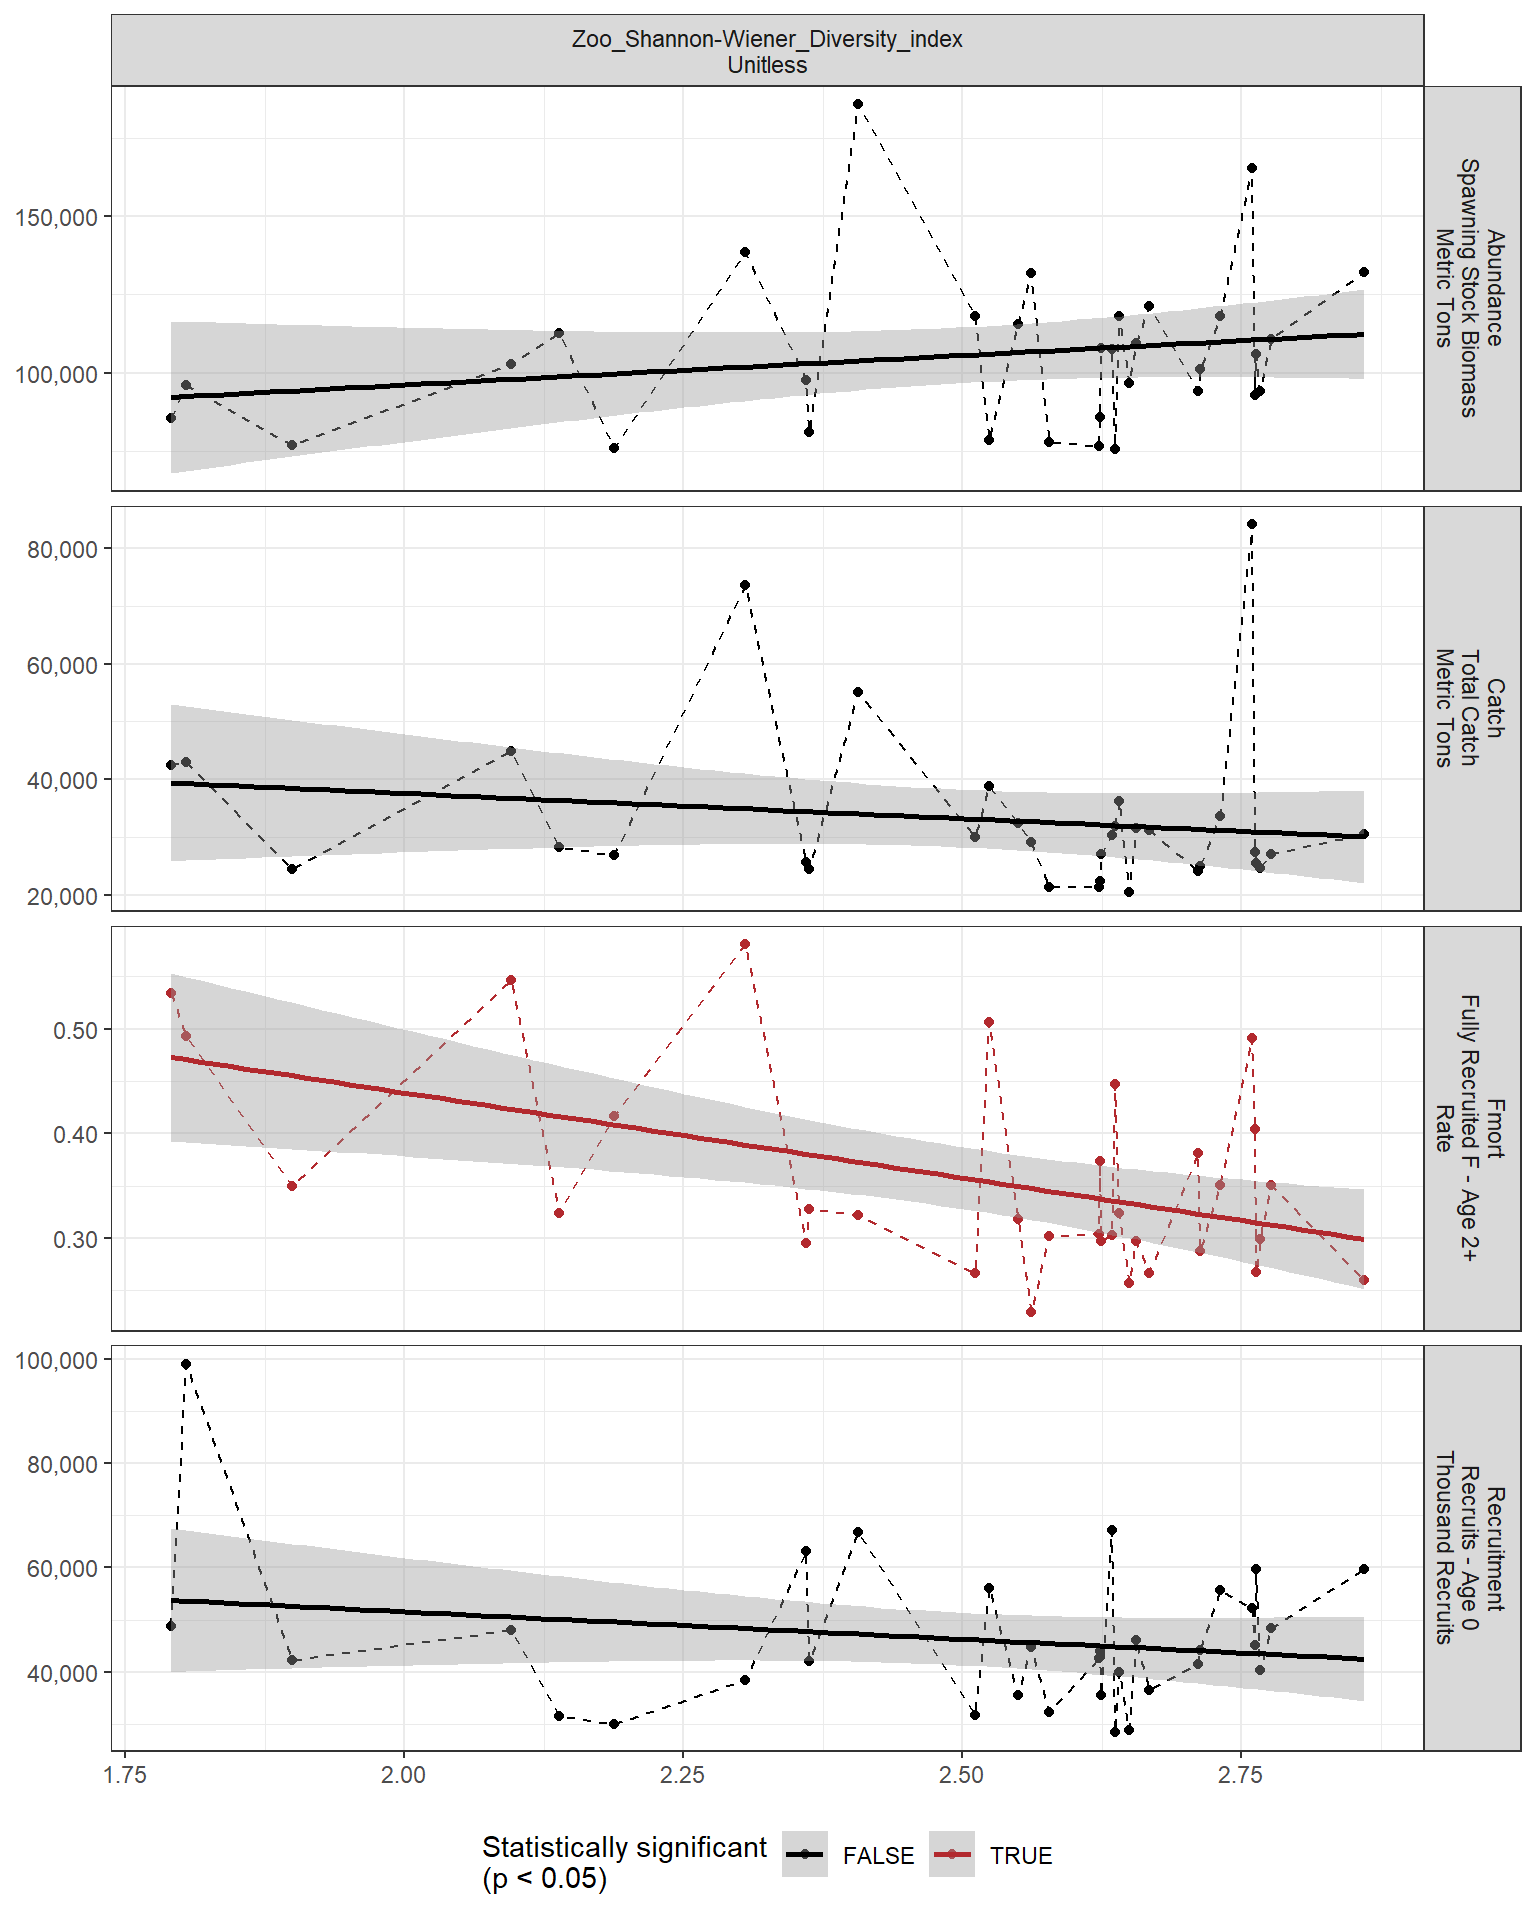 Zoo_Shannon-Wiener_Diversity_index
Unitless
150,000
100,000
Abundance
Spawning Stock Biomass
Metric Tons
80,000
60,000
40,000
20,000
Catch
Total Catch
Metric Tons
0.50
0.40
0.30
Fmort
Fully Recruited F - Age 2+
Rate
100,000
80,000
60,000
40,000
Recruitment
Recruits - Age 0
Thousand Recruits
1.75 2.00 2.25 2.50 2.75
Statistically significant
(p < 0.05)
FALSE TRUE